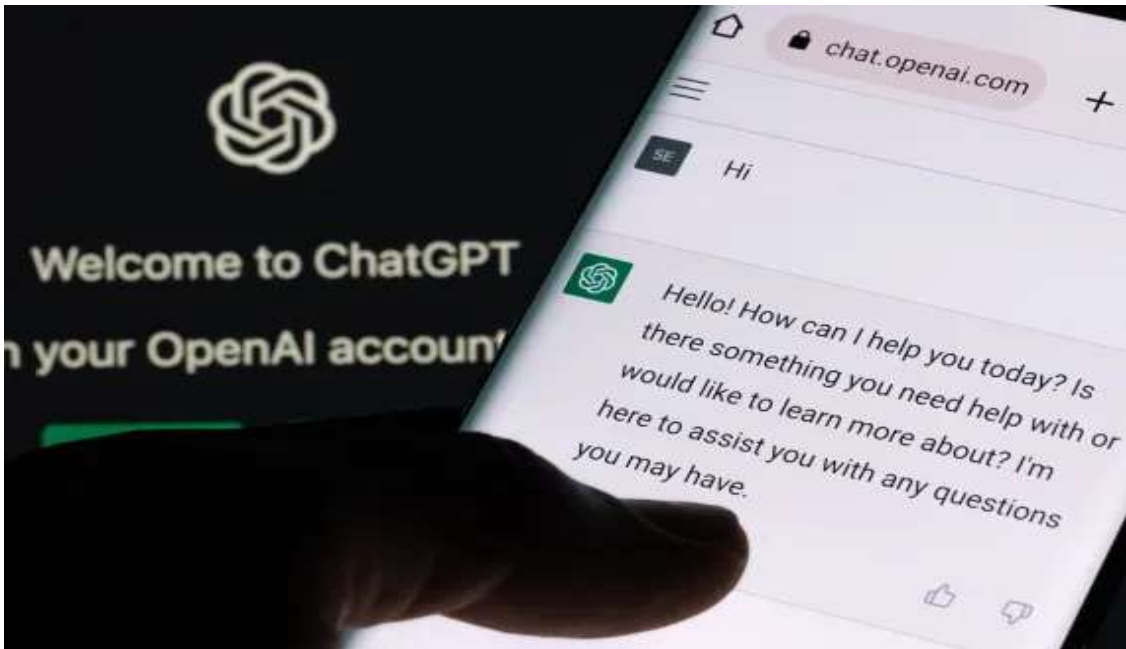 Welcome to ChatGPT
your OpenAI account
chat.openai.com
SE
Hi
Hello! How can I help you today? Is
there something you need help with or
would like to learn more about? I'm
here to assist you with any questions
you may have.